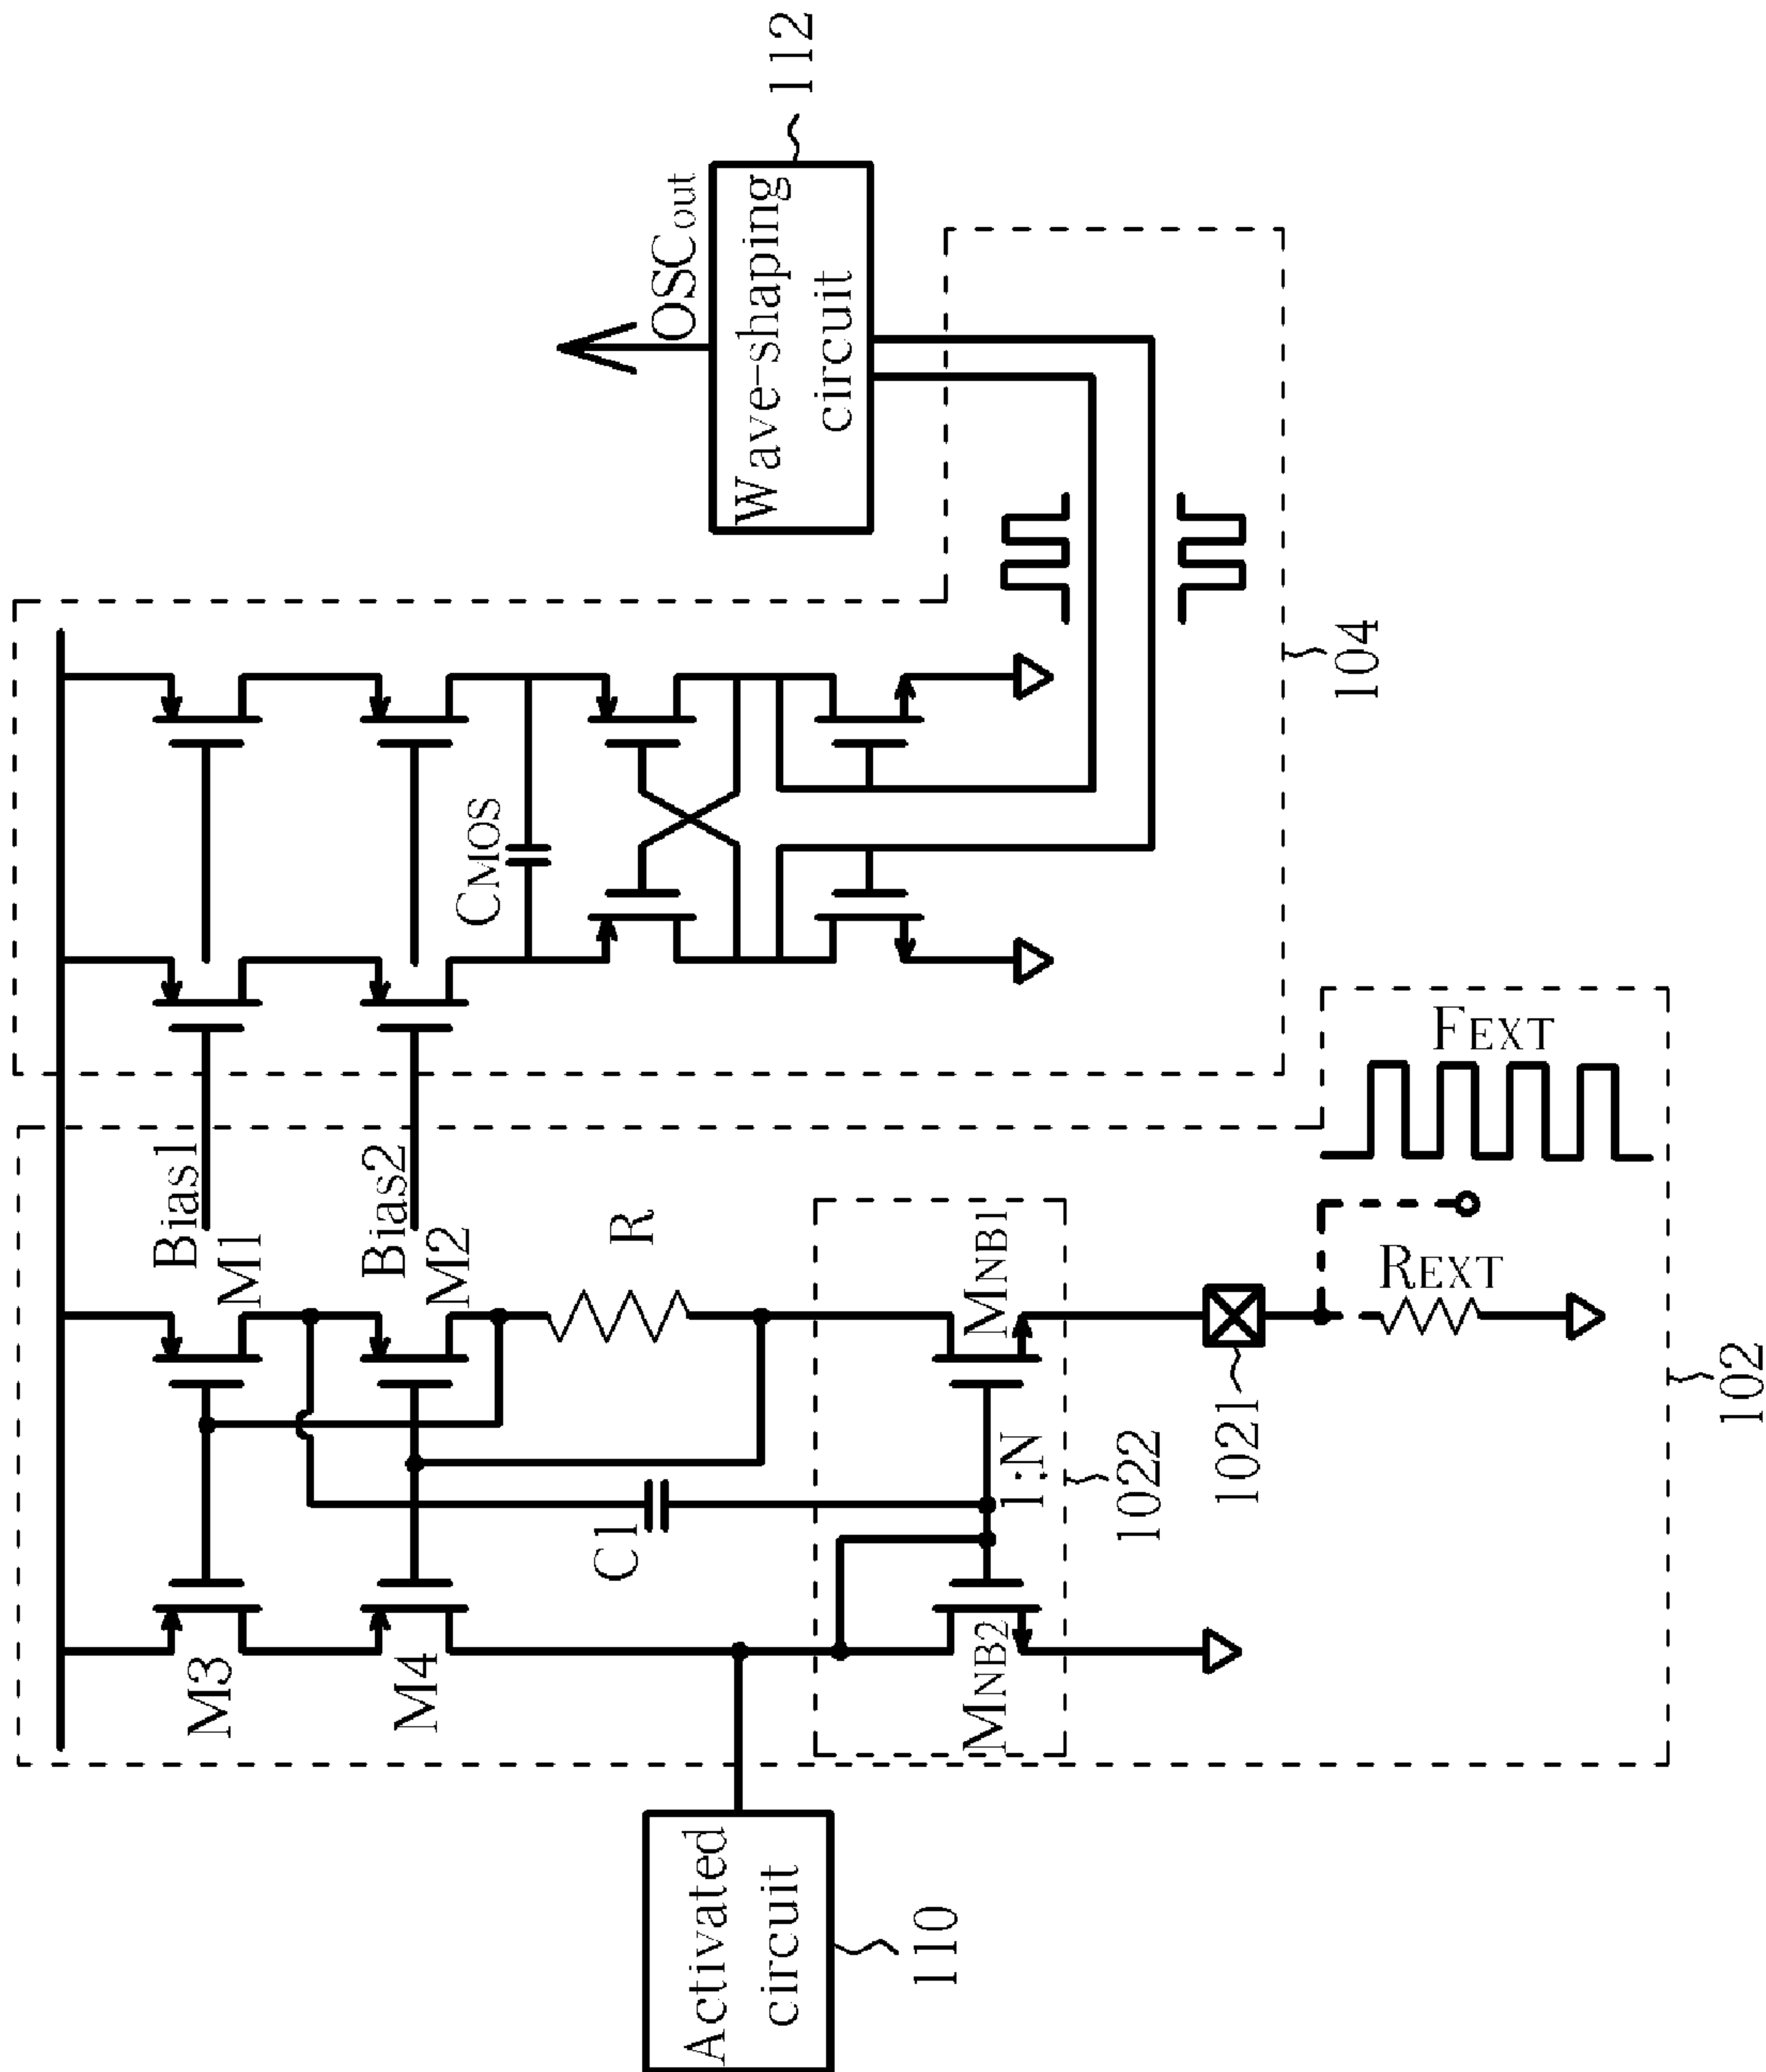 112
OSCout
Wave-shaping
circuit
CMOS
104
Bias1
Bias2
FEXT
M1
M2
R
MNB1
REXT
102
1021
1:N
1022
C1
M3
M4
MNB2
Activated
circuit
110